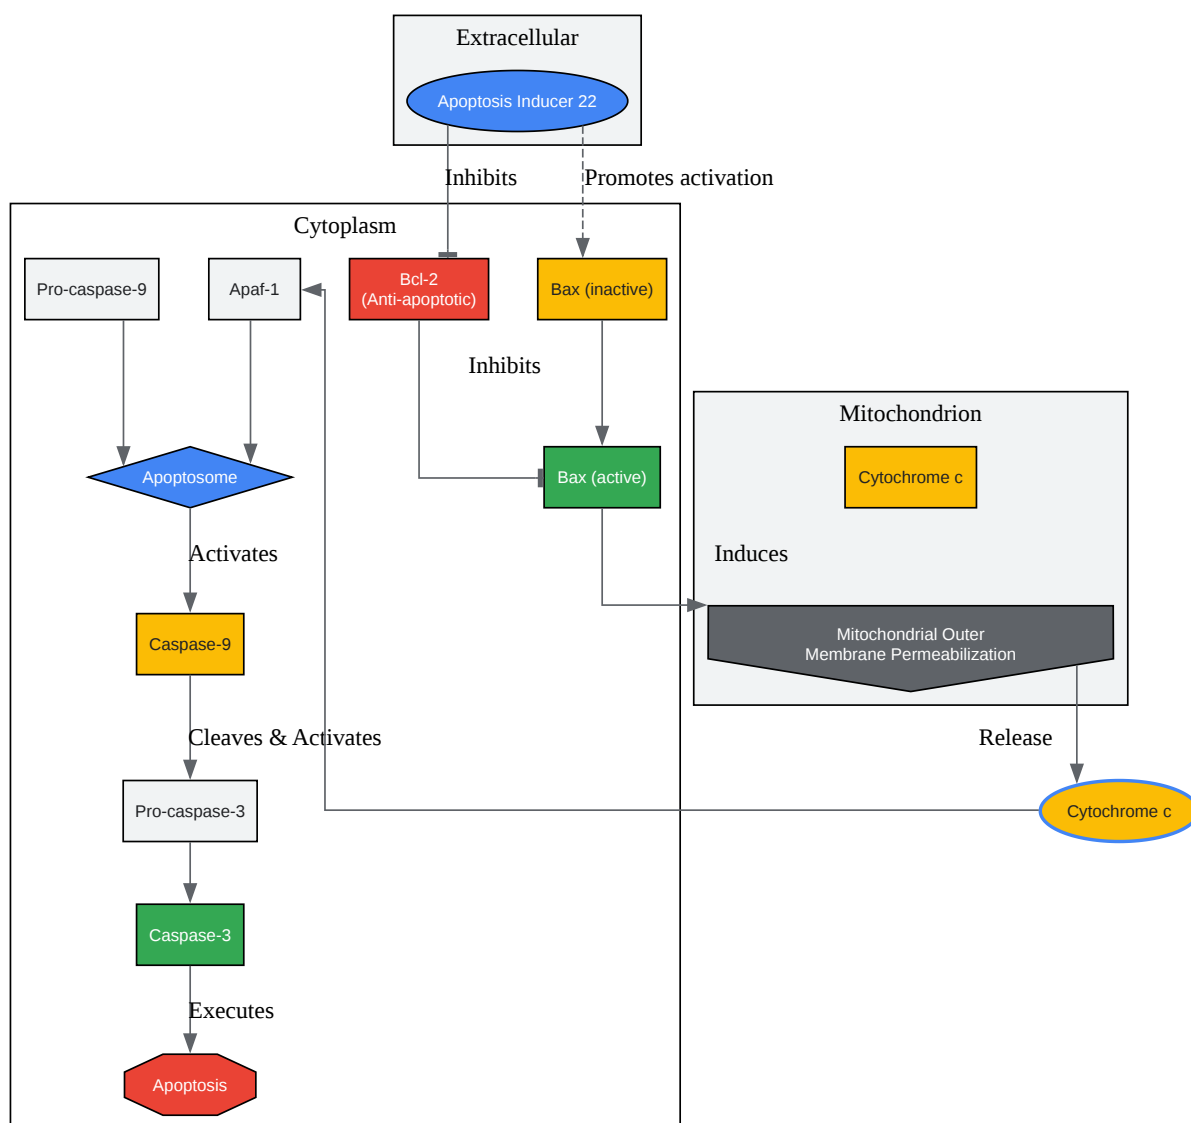 Extracellular
Apoptosis Inducer 22
Inhibits
Promotes activation
Cytoplasm
Pro-caspase-9
Apaf-1
Bcl-2
(Anti-apoptotic)
Bax (inactive)
Inhibits
Mitochondrion
Apoptosome
Bax (active)
Cytochrome c
Activates
Induces
Caspase-9
Mitochondrial Outer
Membrane Permeabilization
Cleaves & Activates
Release
Pro-caspase-3
Cytochrome c
Caspase-3
Executes
Apoptosis